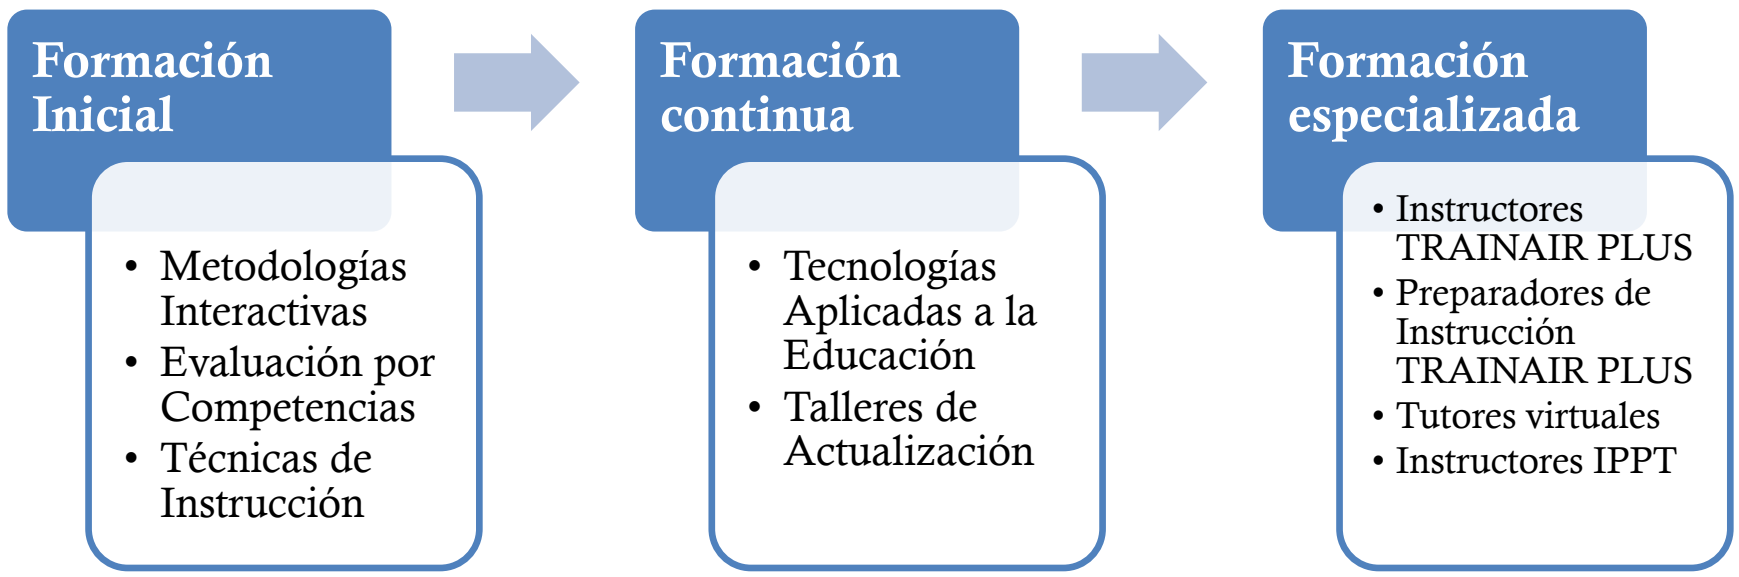 Formación
Inicial
• Metodologías
Interactivas
• Evaluación por
Competencias
• Técnicas de
Instrucción
Formación
continua
• Tecnologías
Aplicadas a la
Educación
• Talleres de
Actualización
Formación
especializada
• Instructores
TRAINAIR PLUS
• Preparadores de
Instrucción
TRAINAIR PLUS
• Tutores virtuales
• Instructores IPPT